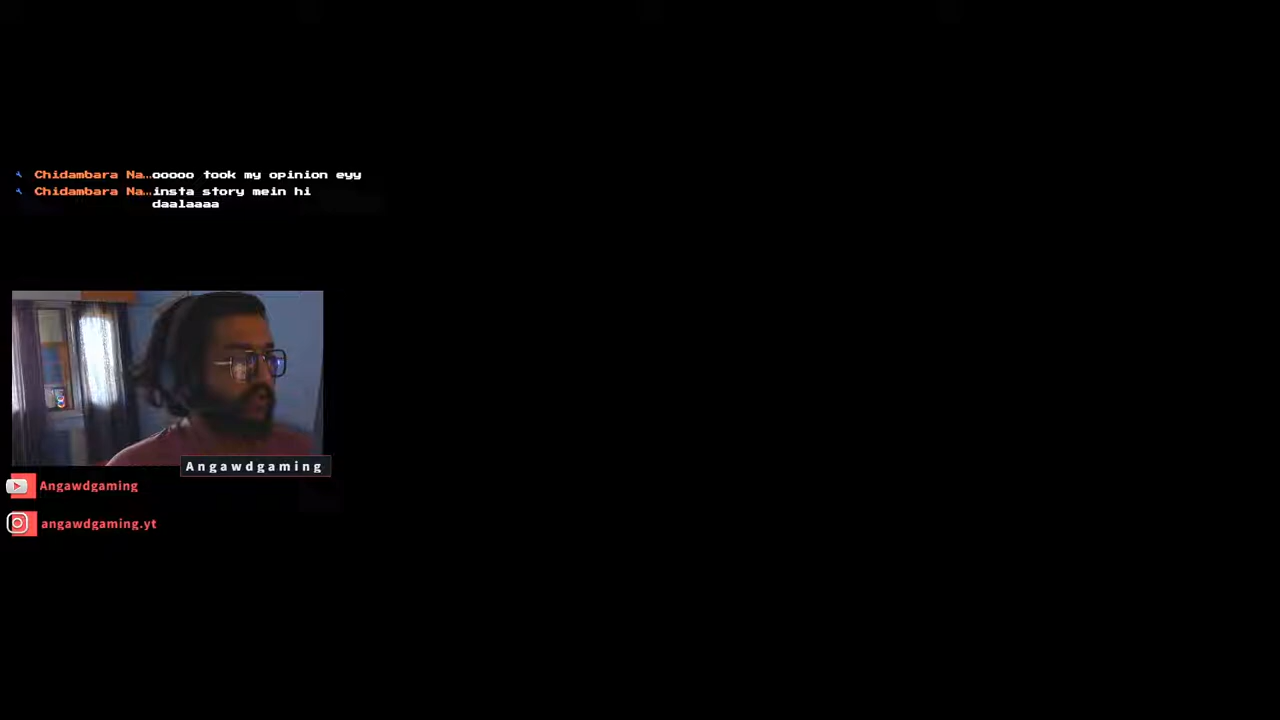 Chidambara Na… ooooo took my opinion eyy
Chidambara Na… insta story mein hi
daalaaaa
Angawdgaming
Angawdgaming
angawdgaming.yt